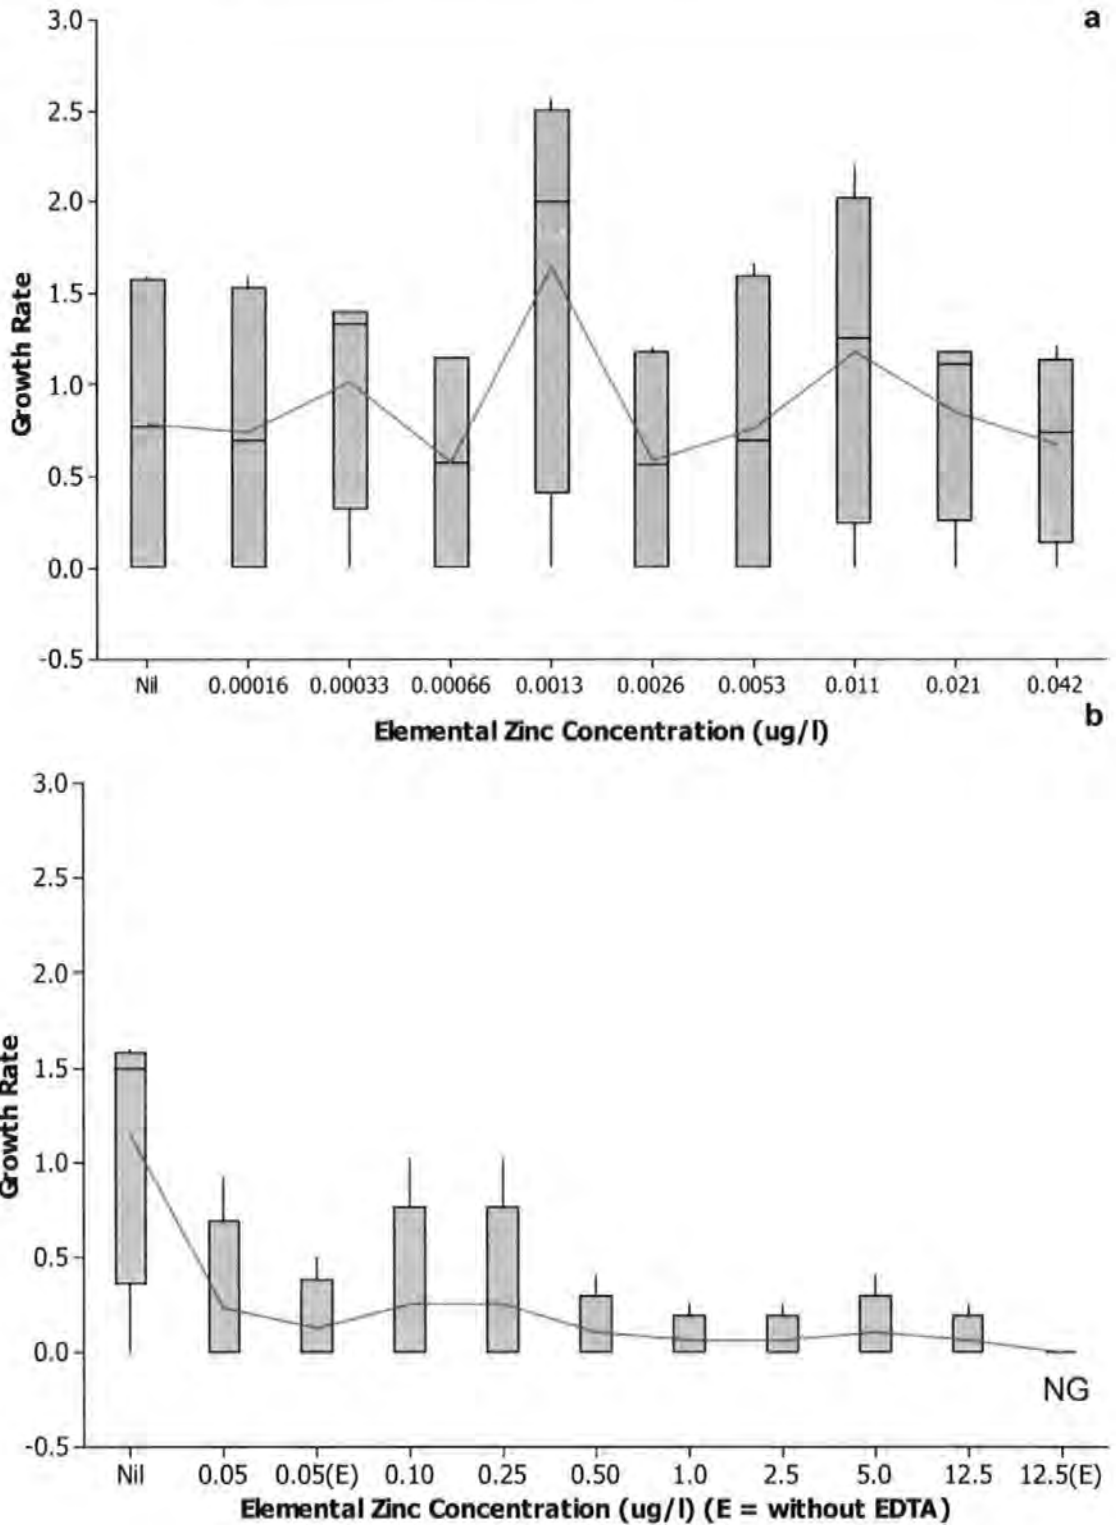 a
3.0
2.5
2.0
1.5
1.0
0.5
0.0
-0.5
Growth Rate
Nil 0.00016 0.00033 0.00066 0.0013 0.0026 0.0053 0.011 0.021 0.042
Elemental Zinc Concentration (ug/l)
b
3.0
2.5
2.0
1.5
1.0
0.5
0.0
-0.5
Growth Rate
NG
Nil 0.05 0.05(E) 0.10 0.25 0.50 1.0 2.5 5.0 12.5 12.5(E)
Elemental Zinc Concentration (ug/l) (E = without EDTA)